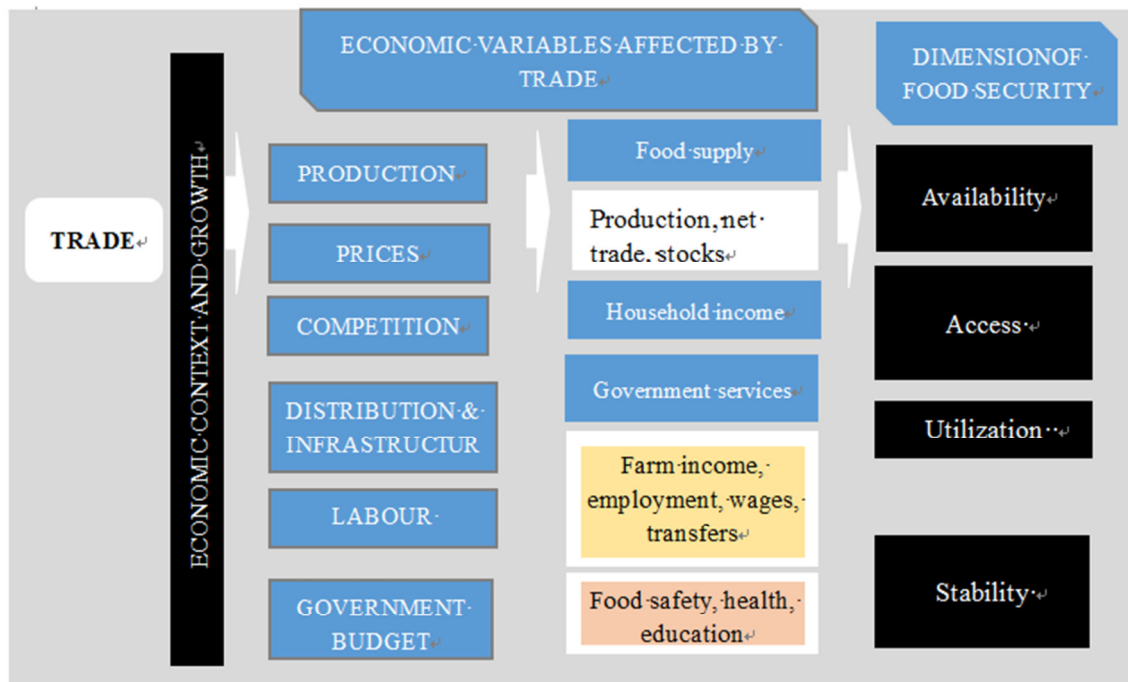 ECONOMIC VARIABLES AFFECTED BY
TRADE
DIMENSIONOF
FOOD SECURITY
TRADE
ECONOMIC CONTEXT AND GROWTH
PRODUCTION
PRICES
COMPETITION
DISTRIBUTION &
INFRASTRUCTUR
LABOUR
GOVERNMENT
BUDGET
Food supply
Production, net
trade, stocks
Household income
Government services
Farm income,
employment, wages,
transfers
Food safety, health,
education
Availability
Access
Utilization
Stability